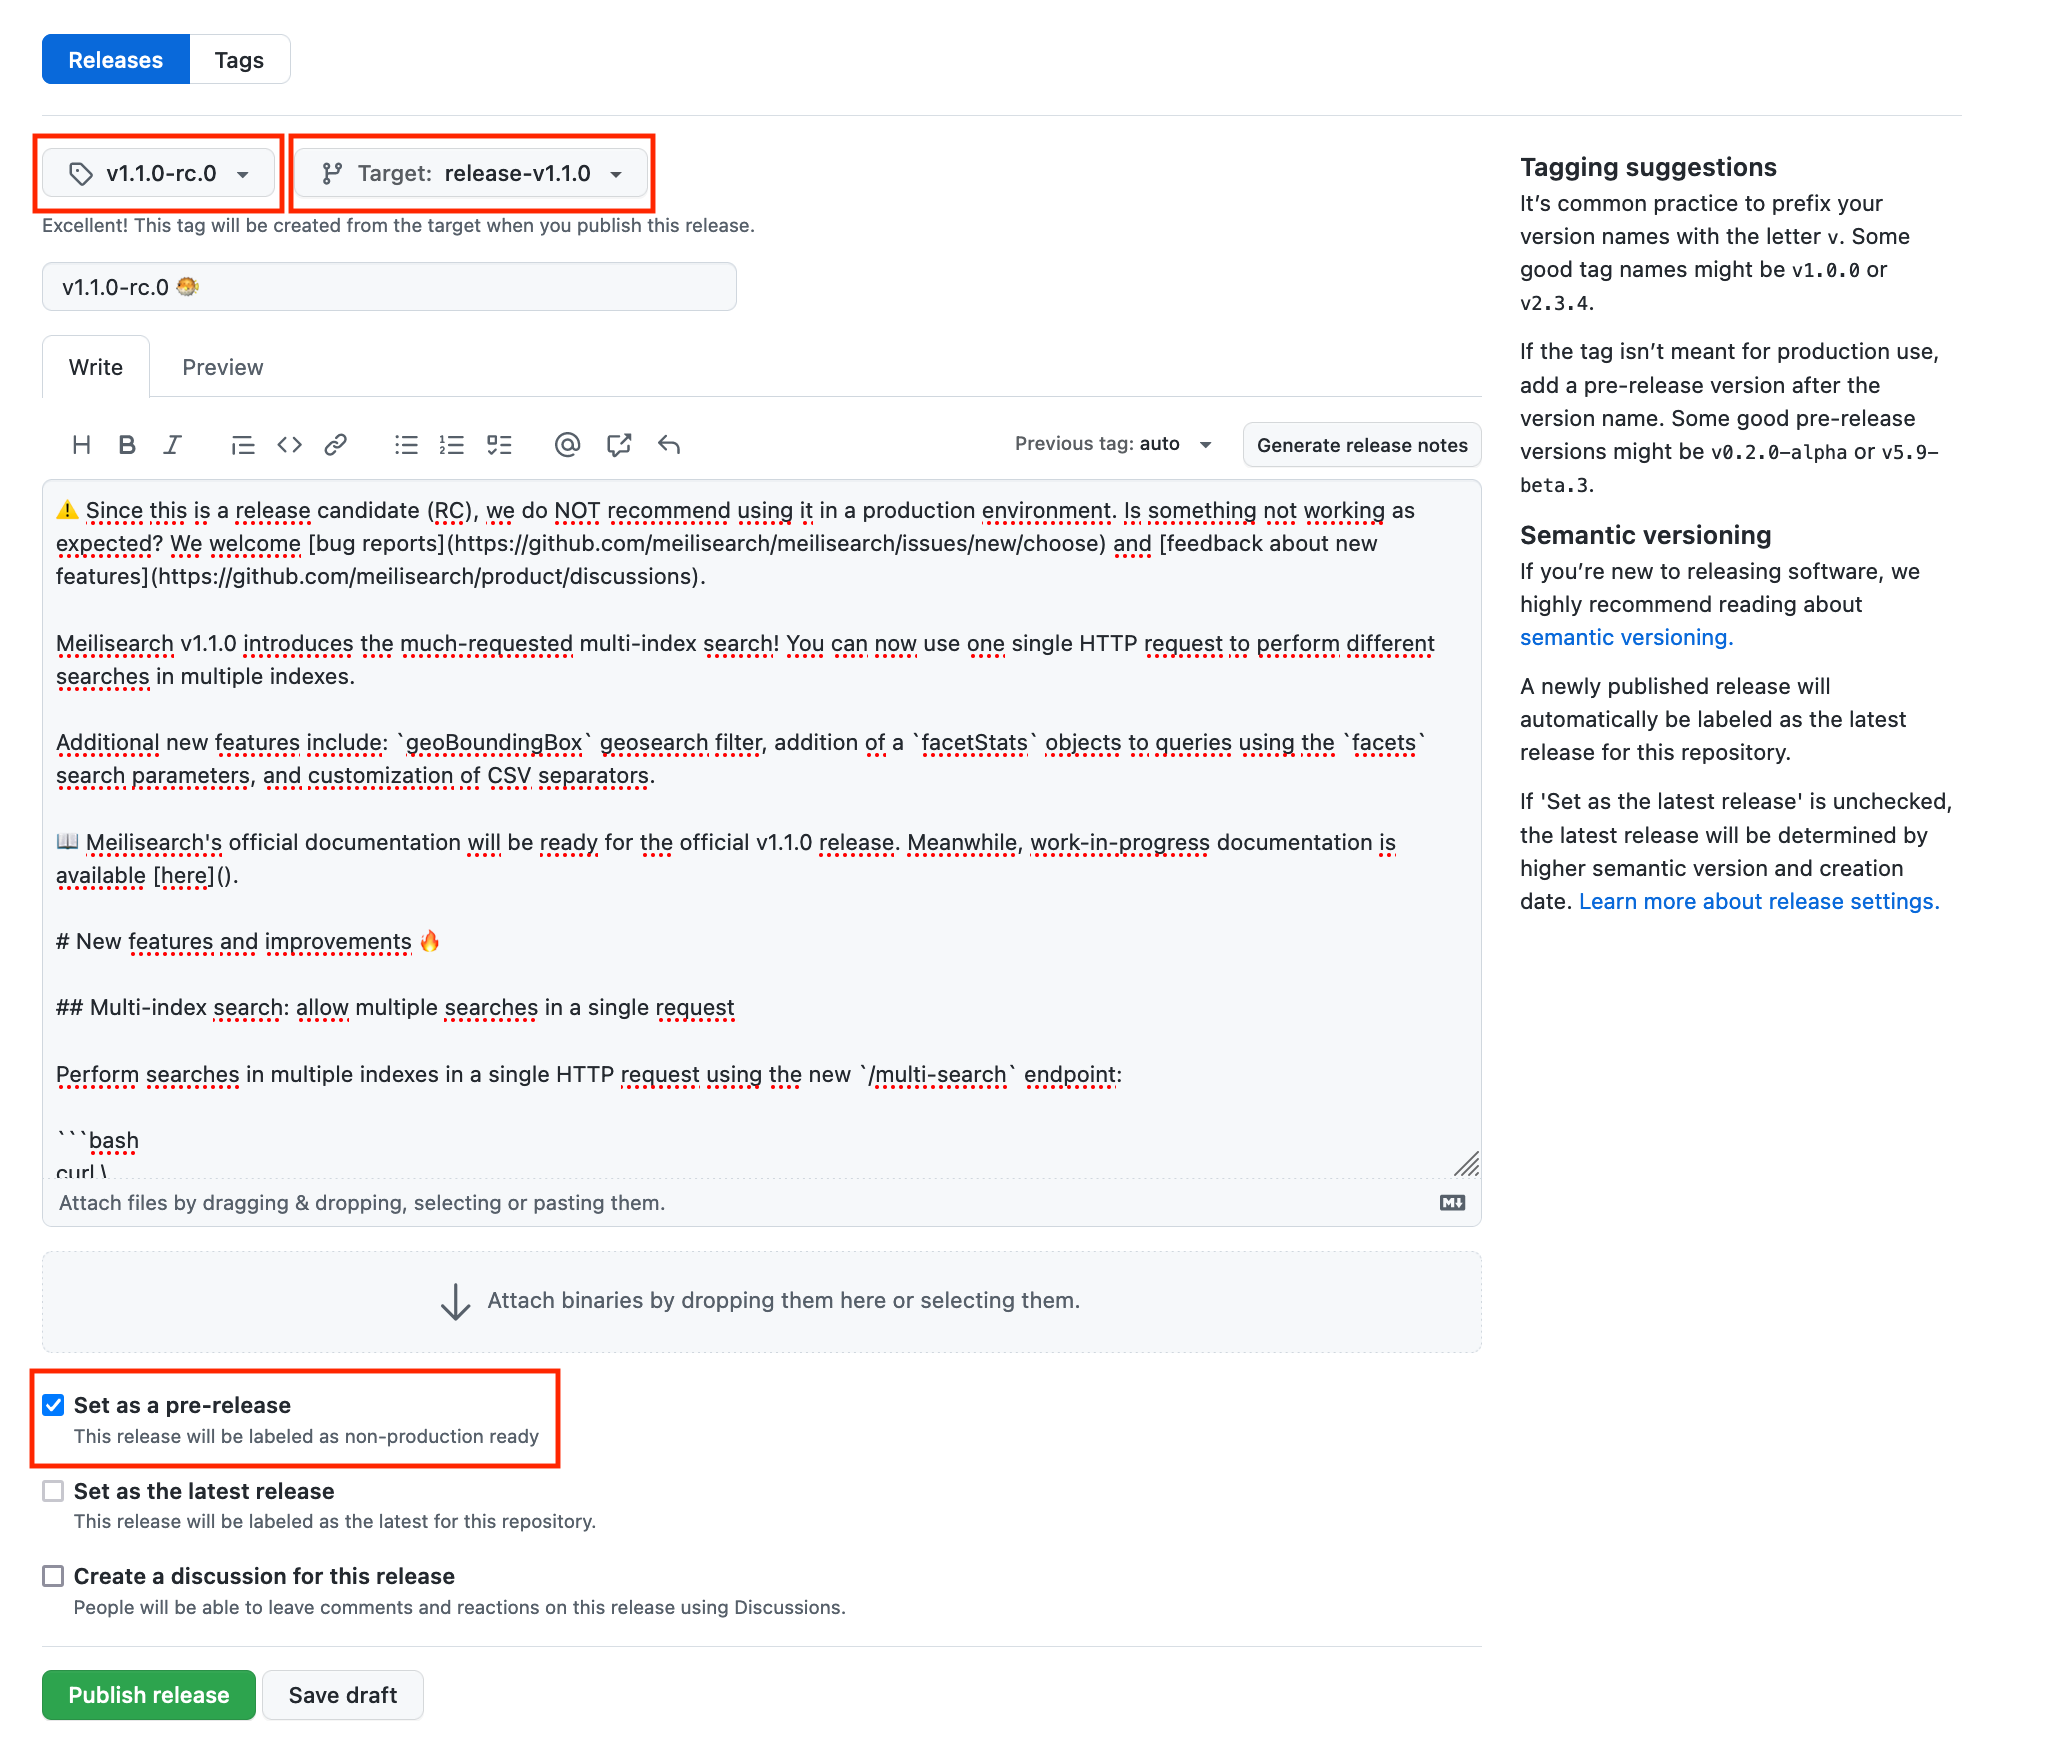 Releases Tags
v1.1.0-rc.0 Target: release-v1.1.0
Excellent! This tag will be created from the target when you publish this release.
v1.1.0-rc.0 🐡
Write Preview
Previous tag: auto Generate release notes
⚠️ Since this is a release candidate (RC), we do NOT recommend using it in a production environment. Is something not working as
expected? We welcome [bug reports](https://github.com/meilisearch/meilisearch/issues/new/choose) and [feedback about new
features](https://github.com/meilisearch/product/discussions).
Meilisearch v1.1.0 introduces the much-requested multi-index search! You can now use one single HTTP request to perform different
searches in multiple indexes.
Additional new features include: `geoBoundingBox` geosearch filter, addition of a `facetStats` objects to queries using the `facets`
search parameters, and customization of CSV separators.
📖 Meilisearch's official documentation will be ready for the official v1.1.0 release. Meanwhile, work-in-progress documentation is
available [here]().
# New features and improvements 🔥
## Multi-index search: allow multiple searches in a single request
Perform searches in multiple indexes in a single HTTP request using the new `/multi-search` endpoint:
```bash
curl \
Attach files by dragging & dropping, selecting or pasting them.
Attach binaries by dropping them here or selecting them.
Set as a pre-release
This release will be labeled as non-production ready
Set as the latest release
This release will be labeled as the latest for this repository.
Create a discussion for this release
People will be able to leave comments and reactions on this release using Discussions.
Publish release Save draft
Tagging suggestions
It’s common practice to prefix your
version names with the letter v. Some
good tag names might be v1.0.0 or
v2.3.4.
If the tag isn’t meant for production use,
add a pre-release version after the
version name. Some good pre-release
versions might be v0.2.0-alpha or v5.9-
beta.3.
Semantic versioning
If you’re new to releasing software, we
highly recommend reading about
semantic versioning.
A newly published release will
automatically be labeled as the latest
release for this repository.
If 'Set as the latest release' is unchecked,
the latest release will be determined by
higher semantic version and creation
date. Learn more about release settings.